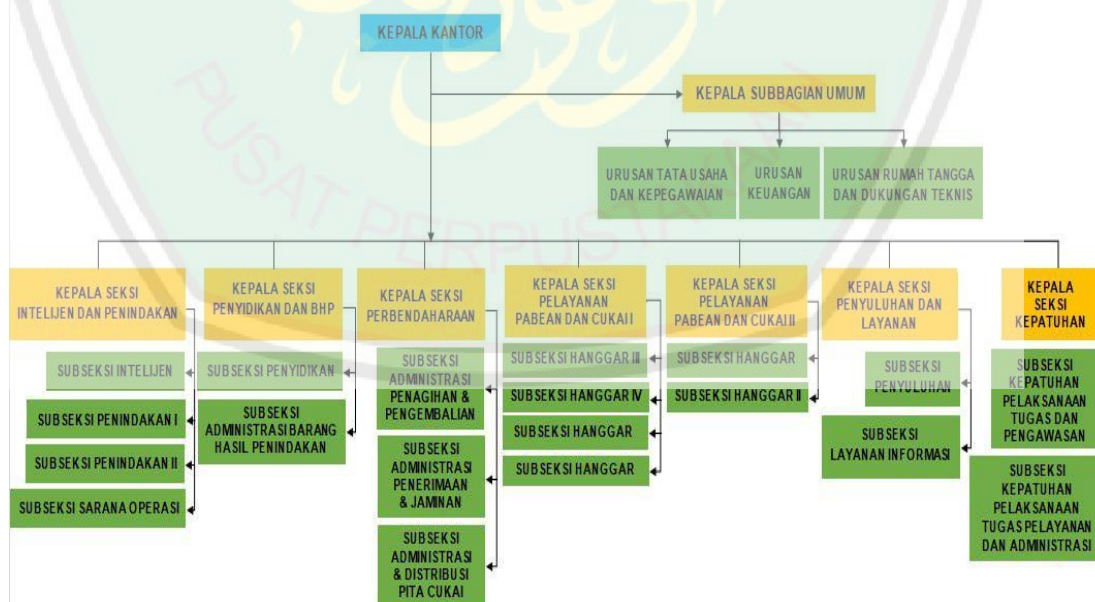 KEPALA KANTOR
KEPALA SUBBAGIAN UMUM
URUSAN TATA USAHA
DAN KEPEGAWAIAN
URUSAN
KEUANGAN
URUSAN RUMAH TANGGA
DAN DUKUNGAN TEKNIS
PUSAT PERPUSTAKAAN
KEPALA SEKSI
INTELIJEN DAN PENINDAKAN
SUBSEKSI INTELIJEN
SUBSEKSI PENINDAKAN I
SUBSEKSI PENINDAKAN II
SUBSEKSI SARANA OPERASI
KEPALA SEKSI
PENYIDIKAN DAN BHP
SUBSEKSI PENYIDIKAN
SUBSEKSI
ADMINISTRASI BARANG
HASIL PENINDAKAN
KEPALA SEKSI
PERBENDAHARAAN
SUBSEKSI
ADMINISTRASI
PENAGIHAN &
PENGEMBALIAN
SUBSEKSI
ADMINISTRASI
PENERIMAAN
& JAMINAN
SUBSEKSI
ADMINISTRASI
& DISTRIBUSI
PITA CUKAI
KEPALA SEKSI
PELAYANAN
PABEAN DAN CUKAI I
SUBSEKSI HANGGAR III
SUBSEKSI HANGGAR IV
SUBSEKSI HANGGAR
SUBSEKSI HANGGAR
KEPALA SEKSI
PELAYANAN
PABEAN DAN CUKAI II
SUBSEKSI HANGGAR
SUBSEKSI HANGGAR II
KEPALA SEKSI
PENYULUHAN DAN
LAYANAN
SUBSEKSI
PENYULUHAN
SUBSEKSI
LAYANAN INFORMASI
KEPALA
SEKSI
KEPATUHAN
SUBSEKSI
KEPATUHAN
PELAKSANAAN
TUGAS DAN
PENGAWASAN
SUBSEKSI
KEPATUHAN
PELAKSANAAN
TUGAS PELAYANAN
DAN ADMINISTRASI